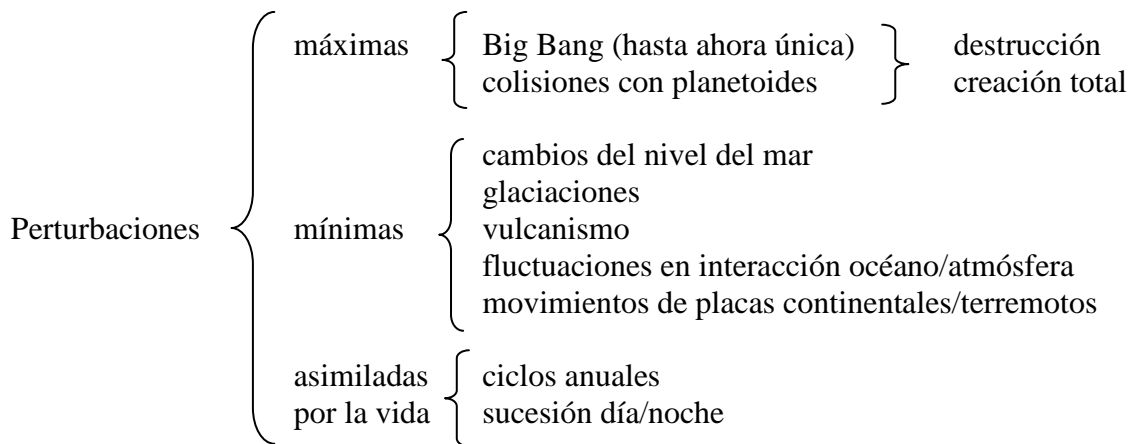 máximas
Big Bang (hasta ahora única)
colisiones con planetoides
destrucción
creación total
Perturbaciones
mínimas
cambios del nivel del mar
glaciaciones
vulcanismo
fluctuaciones en interacción océano/atmósfera
movimientos de placas continentales/terremotos
asimiladas
por la vida
ciclos anuales
sucesión día/noche